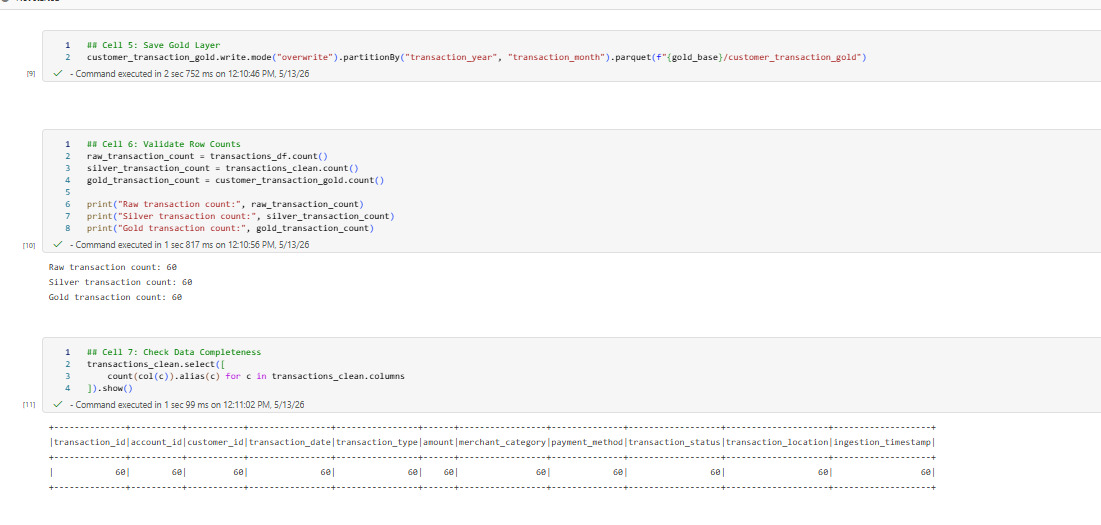 1 ## Cell 5: Save Gold Layer
2 customer_transaction_gold.write.mode("overwrite").partitionBy("transaction_year", "transaction_month").parquet(f"{gold_base}/customer_transaction_gold")
[9] ✓ - Command executed in 2 sec 752 ms on 12:10:46 PM, 5/13/26
1 ## Cell 6: Validate Row Counts
2 raw_transaction_count = transactions_df.count()
3 silver_transaction_count = transactions_clean.count()
4 gold_transaction_count = customer_transaction_gold.count()
5
6 print("Raw transaction count:", raw_transaction_count)
7 print("Silver transaction count:", silver_transaction_count)
8 print("Gold transaction count:", gold_transaction_count)
[10] ✓ - Command executed in 1 sec 817 ms on 12:10:56 PM, 5/13/26
Raw transaction count: 60
Silver transaction count: 60
Gold transaction count: 60
1 ## Cell 7: Check Data Completeness
2 transactions_clean.select([
3     count(col(c)).alias(c) for c in transactions_clean.columns
4 ]).show()
[11] ✓ - Command executed in 1 sec 99 ms on 12:11:02 PM, 5/13/26
+--------------+----------+-----------+----------------+----------------+------+-----------------+--------------+------------------+--------------------+-------------------+
|transaction_id|account_id|customer_id|transaction_date|transaction_type|amount|merchant_category|payment_method|transaction_status|transaction_location|ingestion_timestamp|
+--------------+----------+-----------+----------------+----------------+------+-----------------+--------------+------------------+--------------------+-------------------+
|            60|        60|         60|              60|              60|    60|               60|            60|                60|                  60|                 60|
+--------------+----------+-----------+----------------+----------------+------+-----------------+--------------+------------------+--------------------+-------------------+